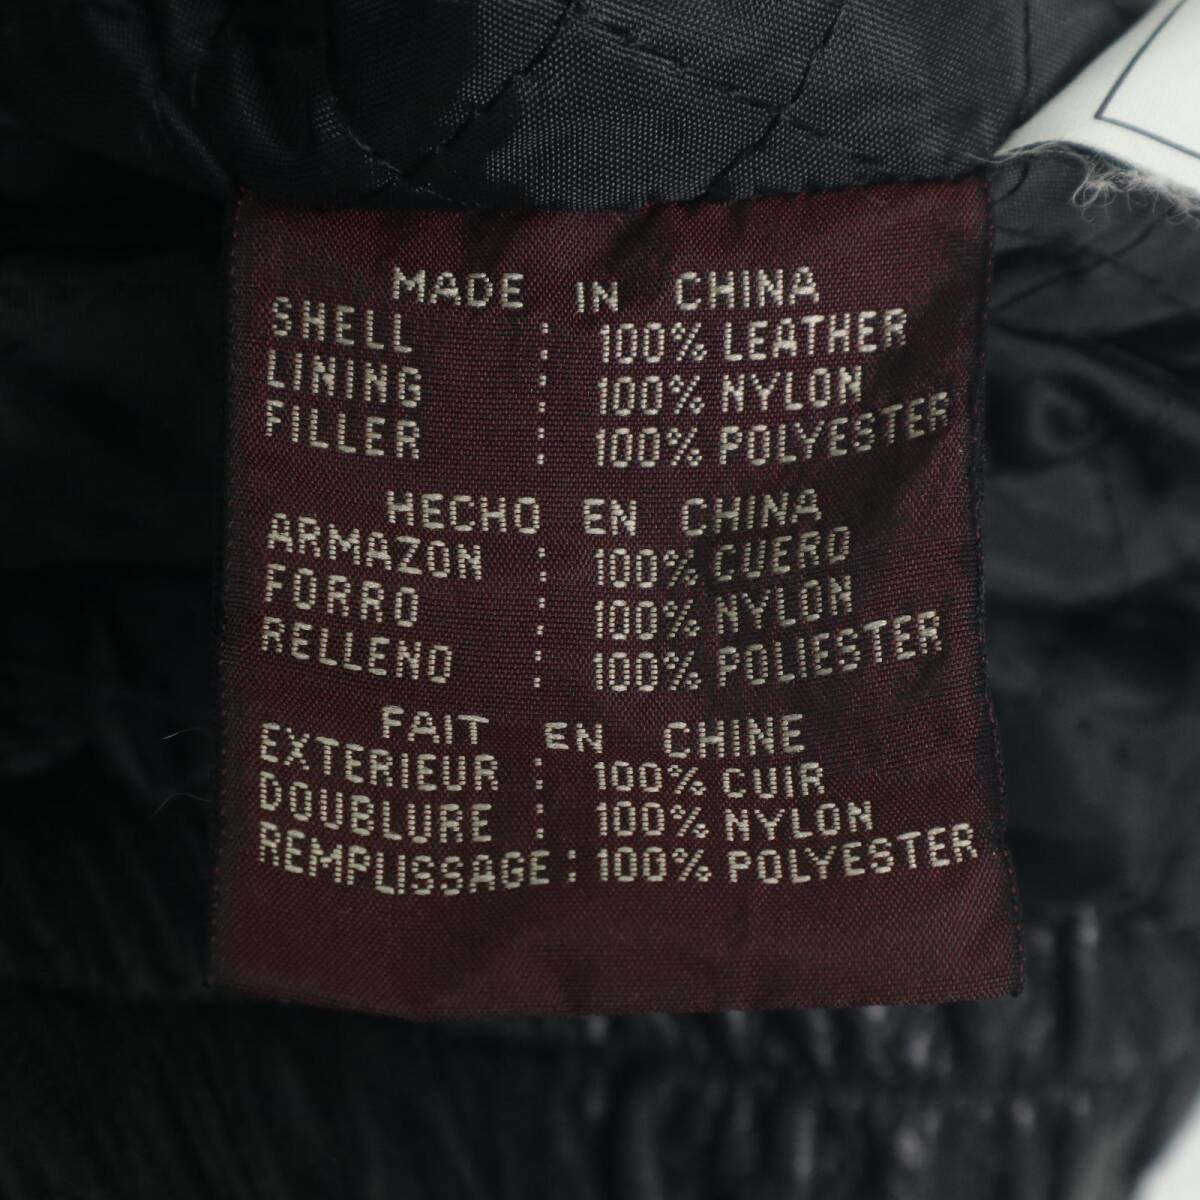 MADE IN CHINA
SHELL : 100% LEATHER
LINING : 100% NYLON
FILLER : 100% POLYESTER
HECHO EN CHINA
ARMAZON : 100% CUERO
FORRO : 100% NYLON
RELLENO : 100% POLIESTER
FAIT EN CHINE
EXTERIEUR : 100% CUIR
DOUBLURE : 100% NYLON
REMPLISSAGE : 100% POLYESTER